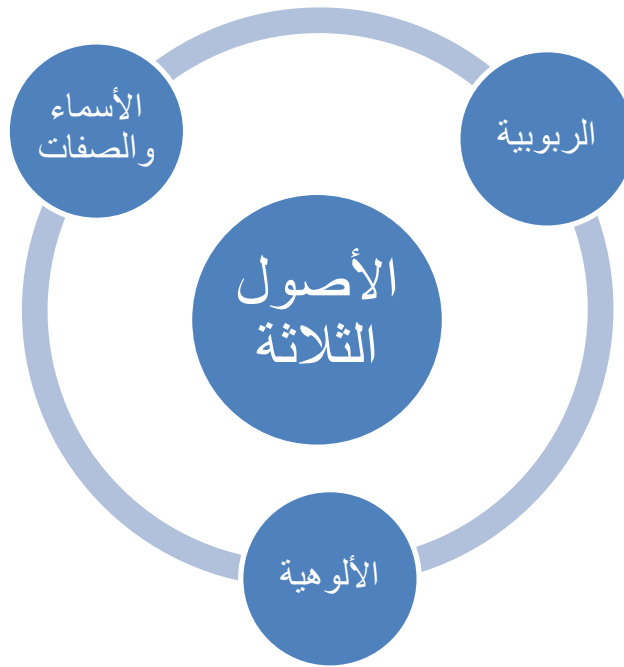 الأصول
الثلاثة
الربوبية
الألوهية
الأسماء
والصفات